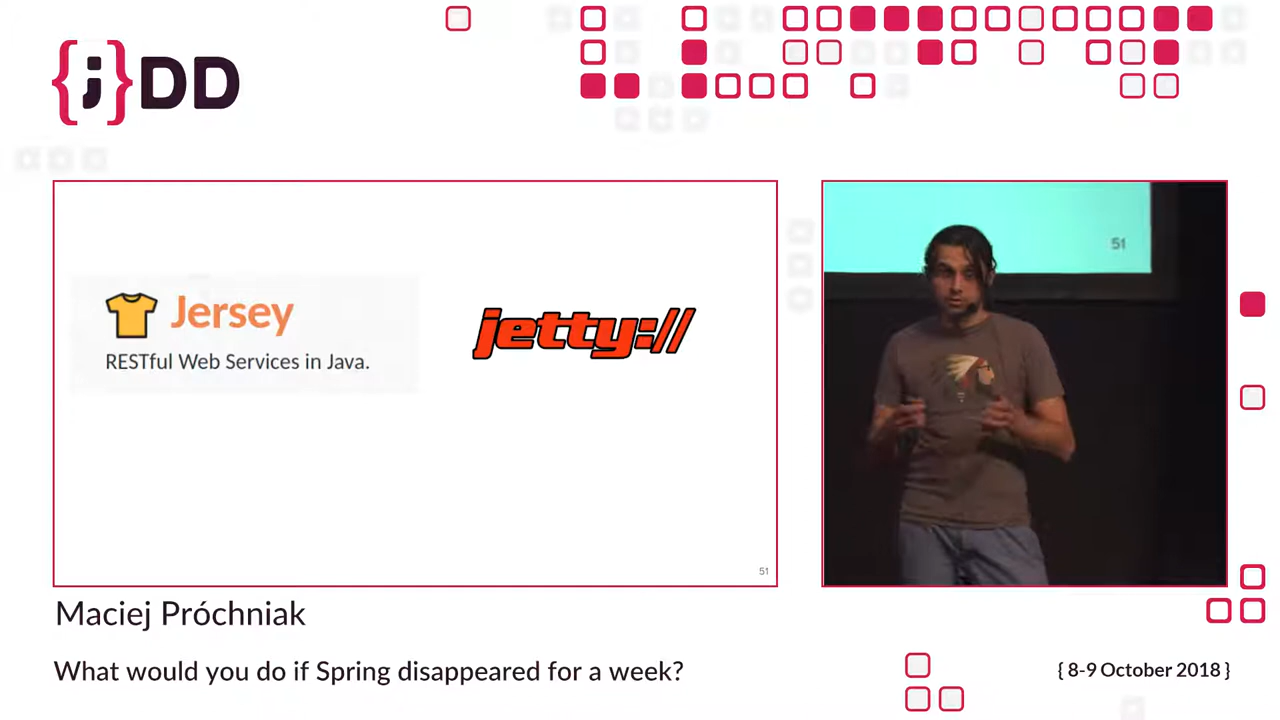 {j}DD
Jersey
RESTful Web Services in Java.
jetty://
51
51
Maciej Próchniak
What would you do if Spring disappeared for a week?
{ 8-9 October 2018 }